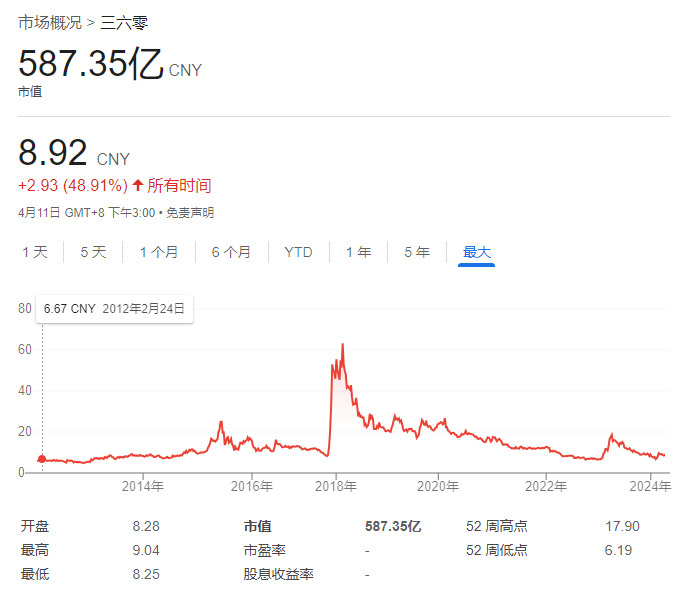 市场概况 > 三六零
587.35亿 CNY
市值
8.92 CNY
+2.93 (48.91%) ↑ 所有时间
4月11日 GMT+8 下午3:00 • 免责声明
1 天 5 天 1 个月 6 个月 YTD 1 年 5 年 最大
80 6.67 CNY 2012年2月24日
60
40
20
0
2014年 2016年 2018年 2020年 2022年 2024年
开盘 8.28 市值 587.35亿 52 周高点 17.90
最高 9.04 市盈率 - 52 周低点 6.19
最低 8.25 股息收益率 -